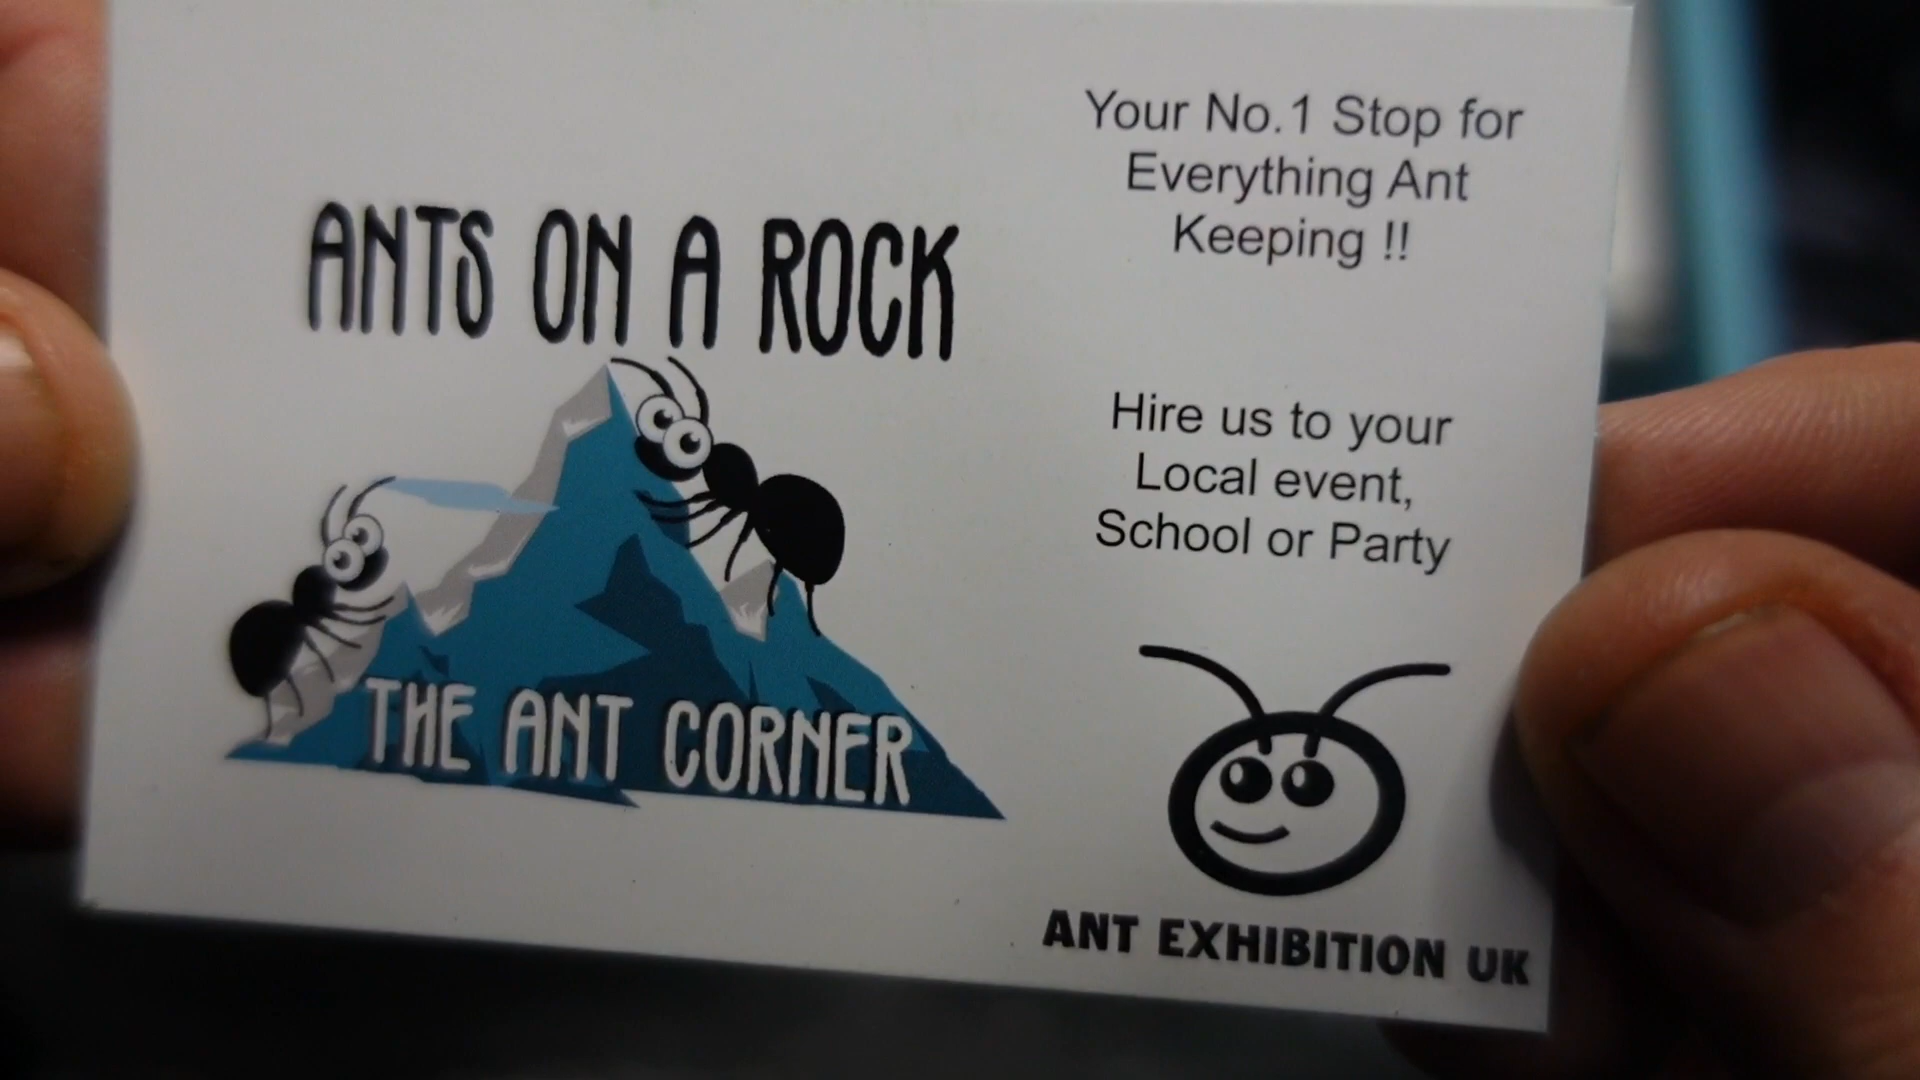 ANTS ON A ROCK
THE ANT CORNER
Your No.1 Stop for
Everything Ant
Keeping !!
Hire us to your
Local event,
School or Party
ANT EXHIBITION UK